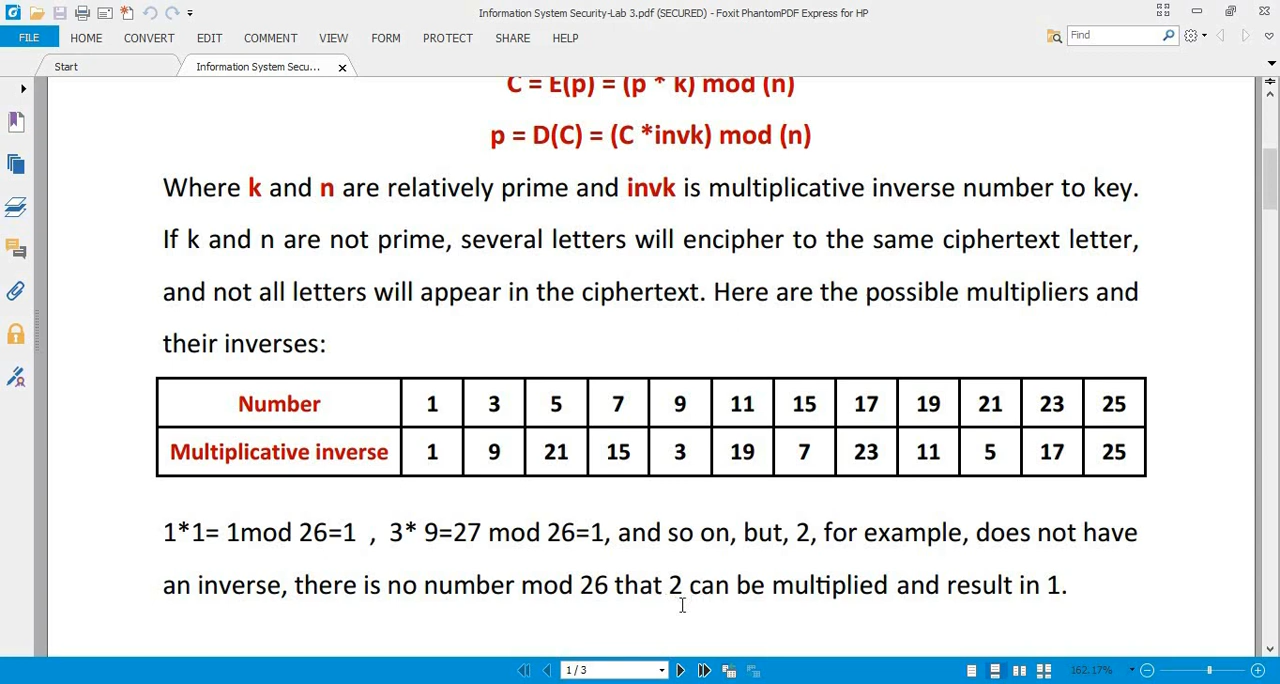 Information System Security-Lab 3.pdf (SECURED) - Foxit PhantomPDF Express for HP
FILE HOME CONVERT EDIT COMMENT VIEW FORM PROTECT SHARE HELP Find
Start Information System Secu...
C = E(p) = (p * k) mod (n)
p = D(C) = (C *invk) mod (n)
Where k and n are relatively prime and invk is multiplicative inverse number to key.
If k and n are not prime, several letters will encipher to the same ciphertext letter,
and not all letters will appear in the ciphertext. Here are the possible multipliers and
their inverses:
Number 1 3 5 7 9 11 15 17 19 21 23 25
Multiplicative inverse 1 9 21 15 3 19 7 23 11 5 17 25
1*1= 1mod 26=1 , 3* 9=27 mod 26=1, and so on, but, 2, for example, does not have
an inverse, there is no number mod 26 that 2 can be multiplied and result in 1.
1 / 3 162.17%